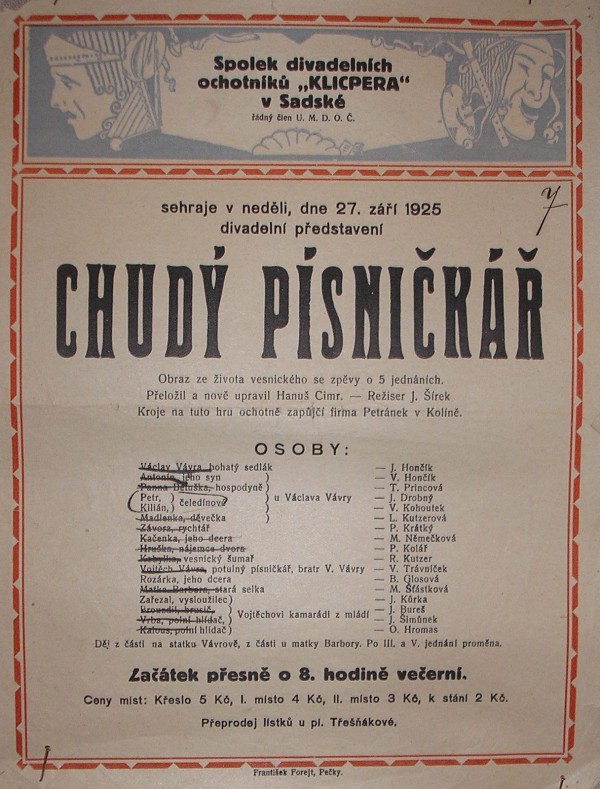 Spolek divadelních
ochotníků „KLICPERA“
v Sadské
řádný člen U. M. D. O. Č.
7
sehraje v neděli, dne 27. září 1925
divadelní představení
CHUDÝ PÍSNIČKÁŘ
Obraz ze života vesnického se zpěvy o 5 jednáních.
Přeložil a nově upravil Hanuš Cimr. — Režiser J. Šírek
Kroje na tuto hru ochotně zapůjčí firma Petránek v Kolíně.
OSOBY:
Václav Vávra, bohatý sedlák — J. Hončík
Antonín, jeho syn — V. Hončík
Panna Dětuška, hospodyně — T. Princová
Petr, — J. Drobný
čeledínové u Václava Vávry
Kilián, — V. Kohoutek
Madlenka, děvečka — L. Kutzerová
Závora, rychtář — P. Krátký
Kačenka, jeho dcera — M. Němečková
Hruška, nájemce dvora — P. Kolář
Kobylka, vesnický šumař — R. Kutzer
Vojtěch Vávra, potulný písničkář, bratr V. Vávry — V. Trávníček
Rozárka, jeho dcera — B. Glosová
Matka Barbora, stará selka — M. Šťástková
Zařezal, vysloužilec — J. Kůrka
brusič, — J. Bureš
Vojtěchovi kamarádi z mládí
Vrba, polní hlídač, — J. Šimůnek
Kalous, polní hlídač — O. Hromas
Děj z části na statku Vávrově, z části u matky Barbory. Po III. a V. jednání proměna.
Začátek přesně o 8. hodině večerní.
Ceny míst: Křeslo 5 Kč, I. místo 4 Kč, II. místo 3 Kč, k stání 2 Kč.
Přeprodej lístků u pí. Třešňákové.
František Forejt, Pečky.